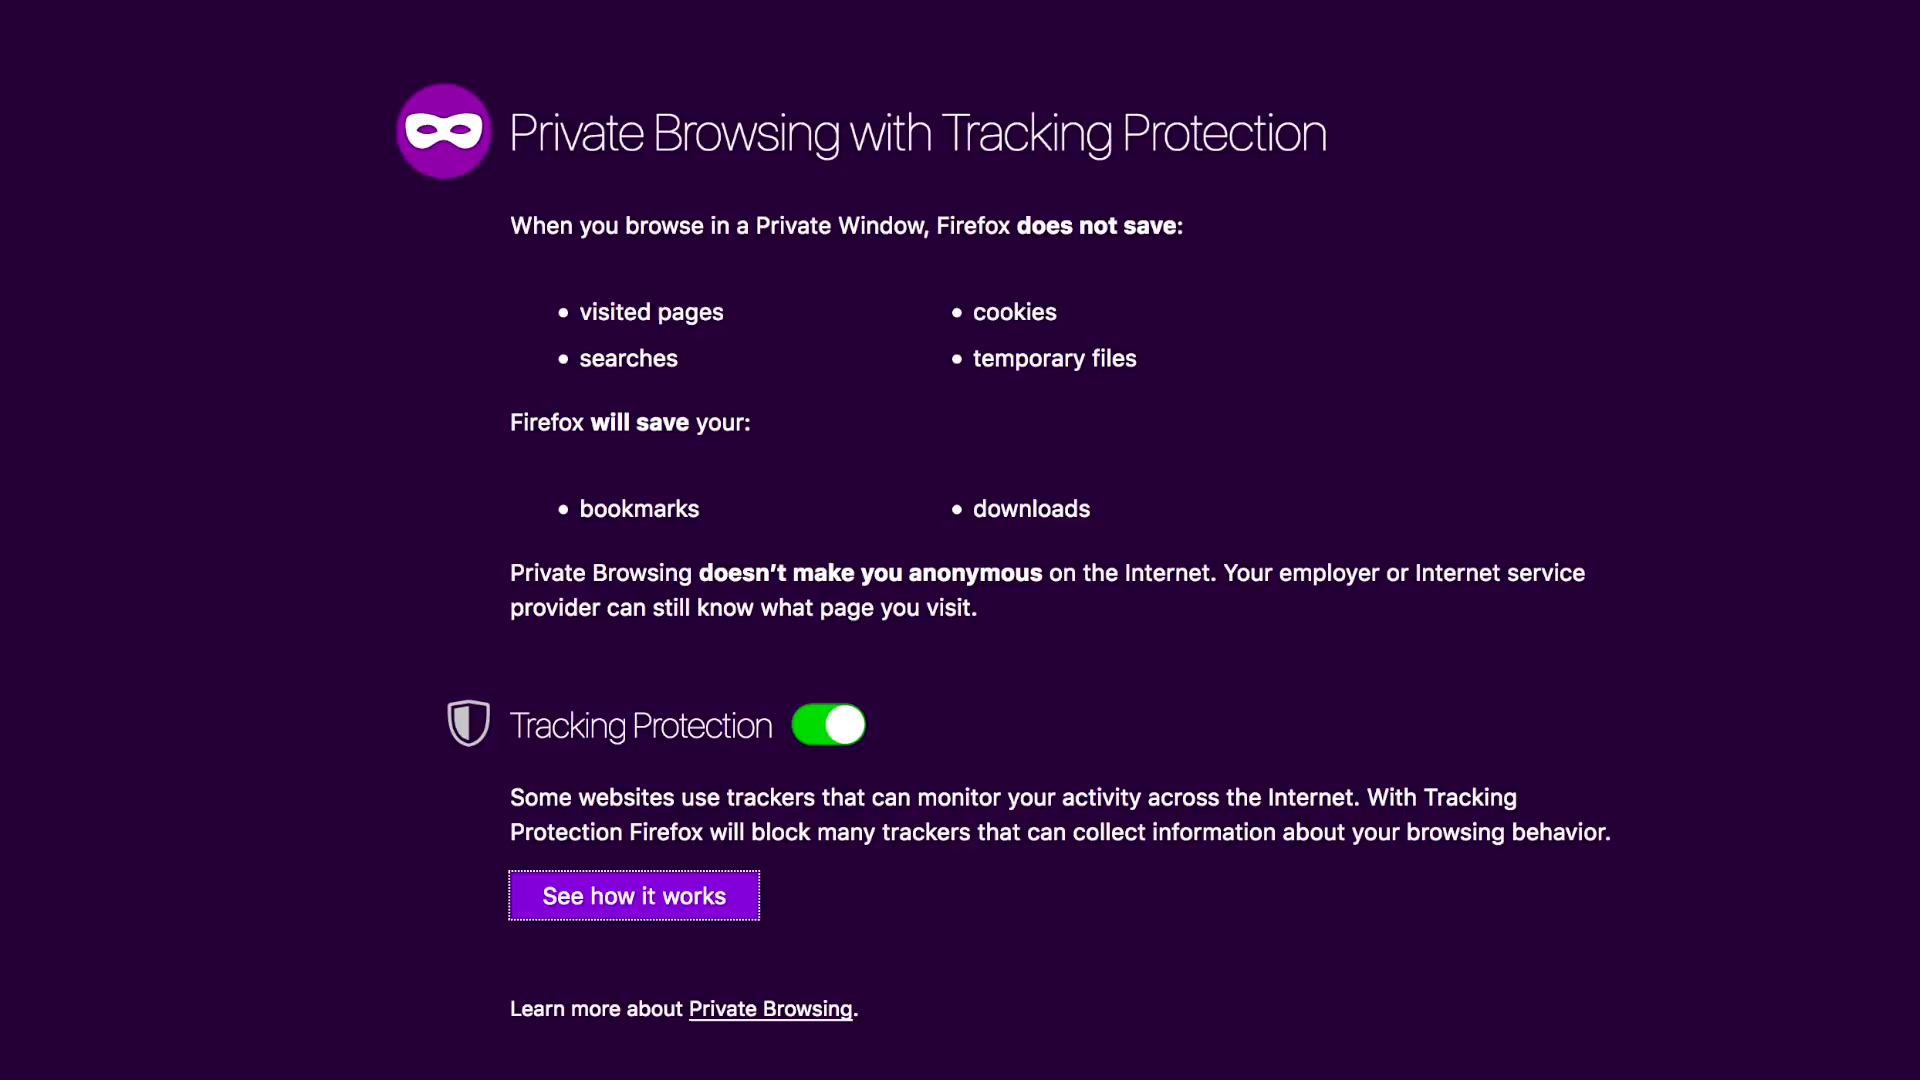 Private Browsing with Tracking Protection
When you browse in a Private Window, Firefox does not save:
• visited pages
• cookies
• searches
• temporary files
Firefox will save your:
• bookmarks
• downloads
Private Browsing doesn’t make you anonymous on the Internet. Your employer or Internet service
provider can still know what page you visit.
Tracking Protection
Some websites use trackers that can monitor your activity across the Internet. With Tracking
Protection Firefox will block many trackers that can collect information about your browsing behavior.
See how it works
Learn more about Private Browsing.